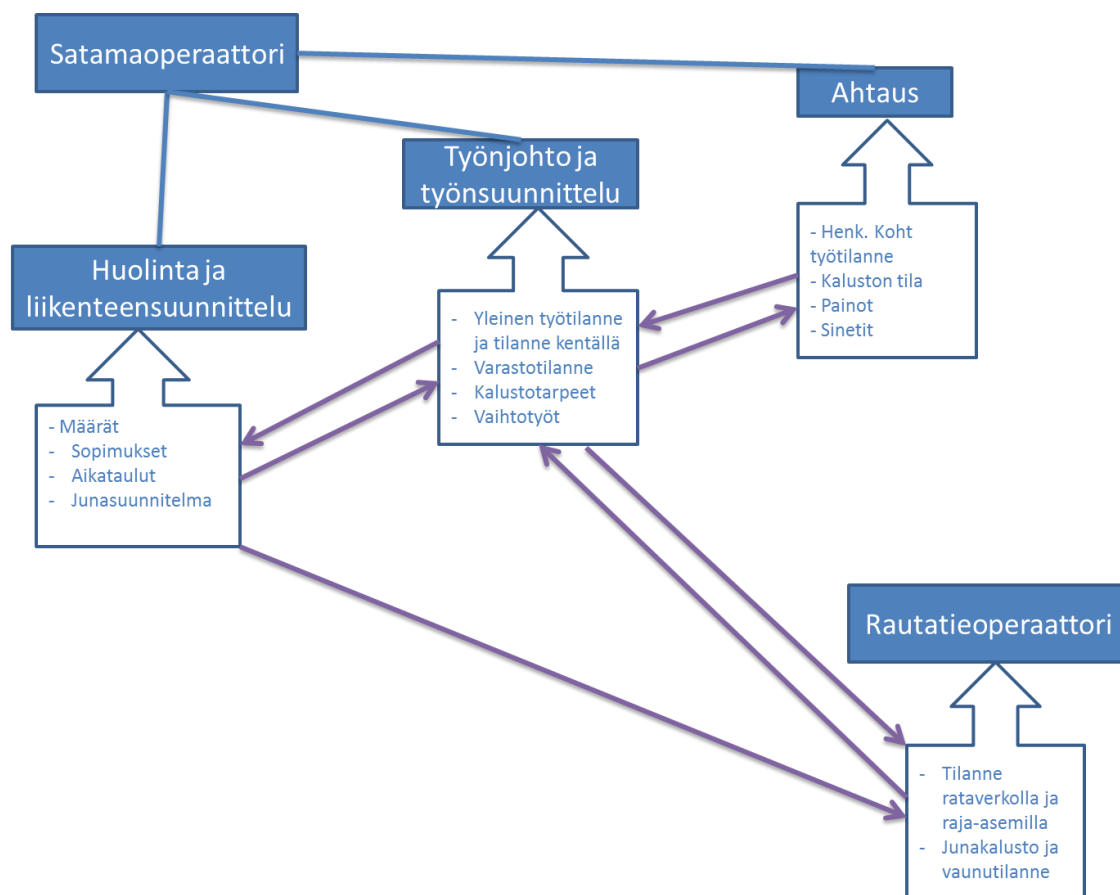 Satamaoperaattori
Ahtaus
Työnjohto ja
työnsuunnittelu
- Henk. Koht
työtilanne
- Kaluston tila
- Painot
- Sinetit
Huolinta ja
liikenteensuunnittelu
- Yleinen työtilanne
ja tilanne kentällä
- Varastotilanne
- Kalustotarpeet
- Vaihtotyöt
- Määrät
- Sopimukset
- Aikataulut
- Junasuunnitelma
Rautatieoperaattori
- Tilanne
rataverkolla ja
raja-asemilla
- Junakalusto ja
vaunutilanne